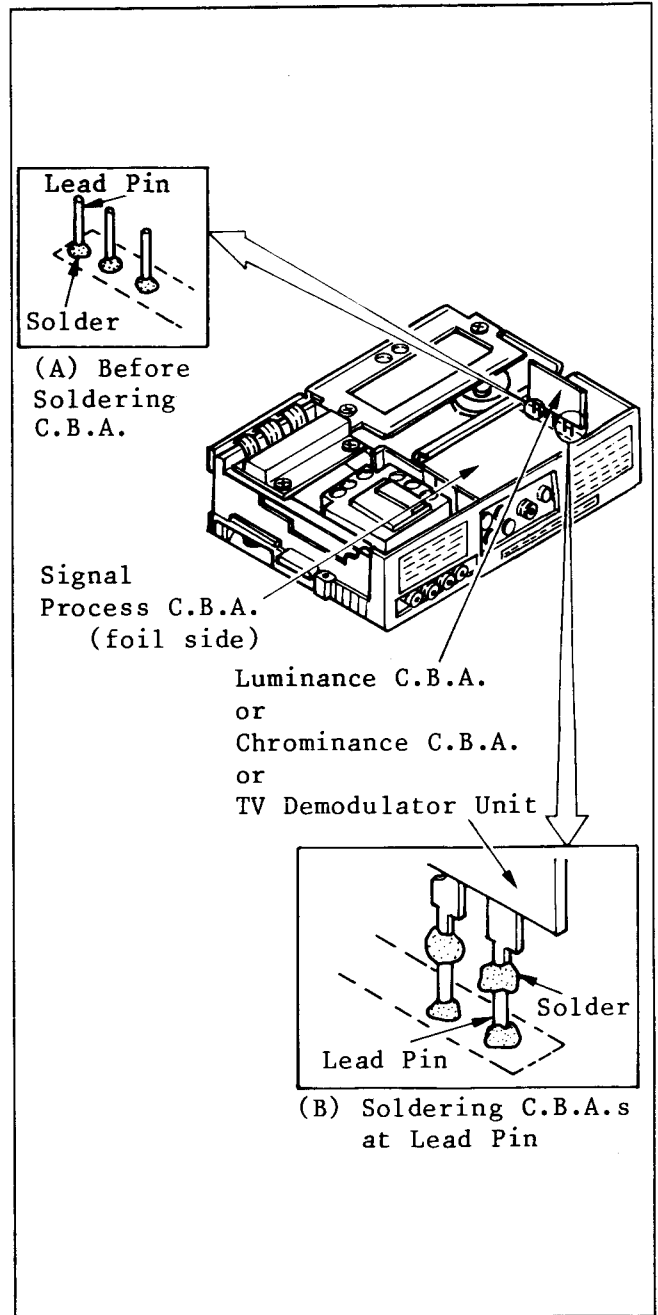 Lead Pin
Solder
(A) Before
Soldering
C.B.A.
Signal
Process C.B.A.
(foil side)
Luminance C.B.A.
or
Chrominance C.B.A.
or
TV Demodulator Unit
Solder
Lead Pin
(B) Soldering C.B.A.s
at Lead Pin